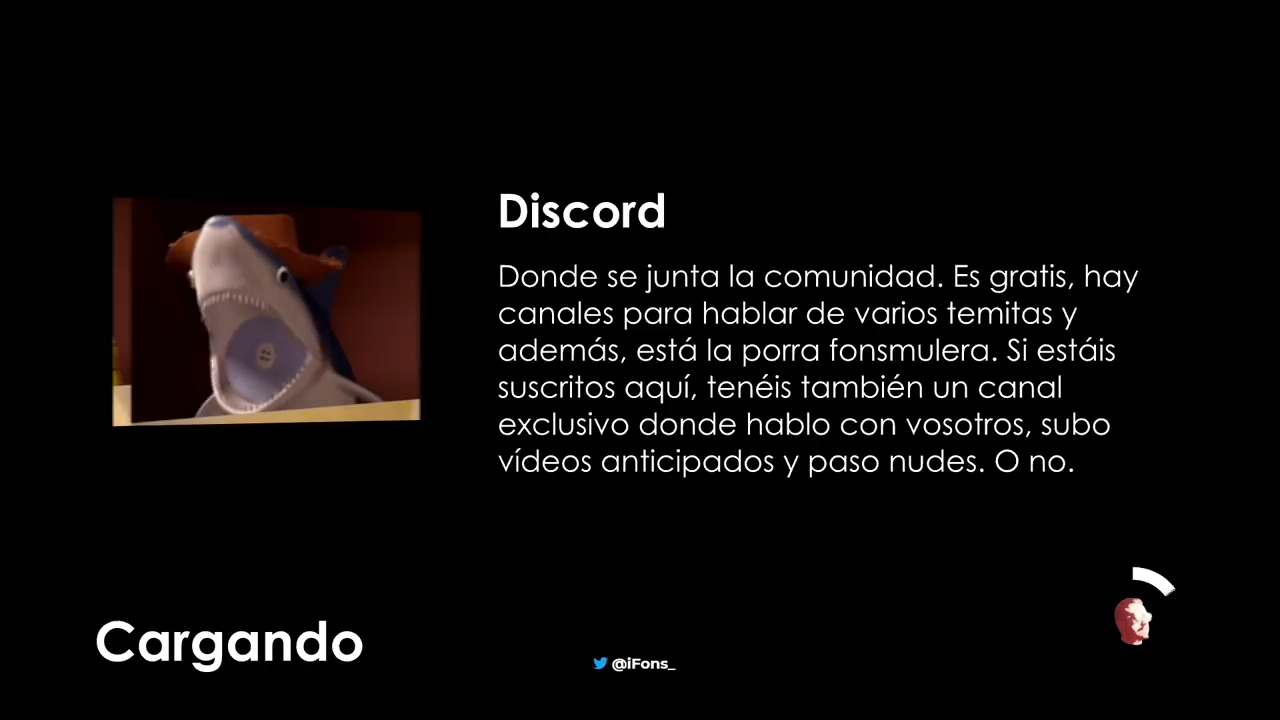 Discord
Donde se junta la comunidad. Es gratis, hay
canales para hablar de varios temitas y
además, está la porra fonsmulera. Si estáis
suscritos aquí, tenéis también un canal
exclusivo donde hablo con vosotros, subo
vídeos anticipados y paso nudes. O no.
Cargando
@iFons_